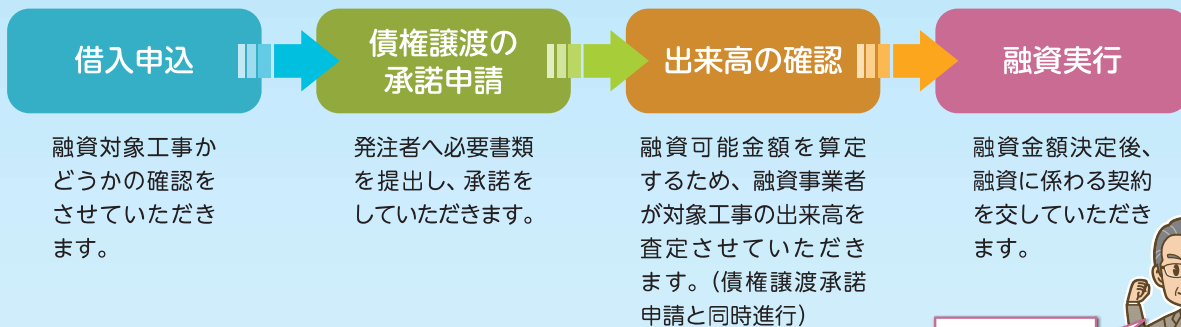 借入申込
債権譲渡の
承諾申請
出来高の確認
融資実行
融資対象工事か
どうかの確認を
させていただき
ます。
発注者へ必要書類
を提出し、承諾を
していただきます。
融資可能金額を算定
するため、融資事業者
が対象工事の出来高を
査定させていただき
ます。(債権譲渡承諾
申請と同時進行)
融資金額決定後、
融資に係わる契約
を交していただき
ます。